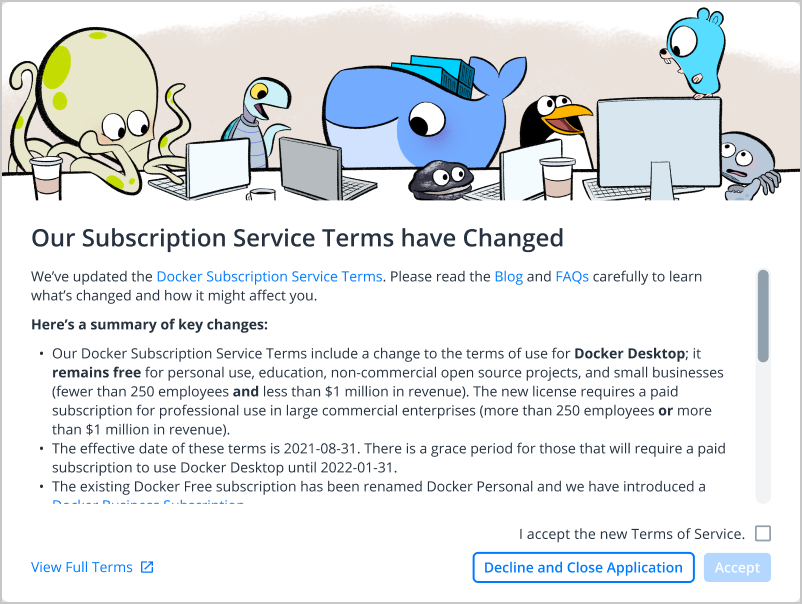 Our Subscription Service Terms have Changed
We've updated the Docker Subscription Service Terms. Please read the Blog and FAQs carefully to learn
what's changed and how it might affect you.
Here's a summary of key changes:
• Our Docker Subscription Service Terms include a change to the terms of use for Docker Desktop; it
remains free for personal use, education, non-commercial open source projects, and small businesses
(fewer than 250 employees and less than $1 million in revenue). The new license requires a paid
subscription for professional use in large commercial enterprises (more than 250 employees or more
than $1 million in revenue).
• The effective date of these terms is 2021-08-31. There is a grace period for those that will require a paid
subscription to use Docker Desktop until 2022-01-31.
• The existing Docker Free subscription has been renamed Docker Personal and we have introduced a
Docker Business Subscription
I accept the new Terms of Service.
View Full Terms
Decline and Close Application
Accept